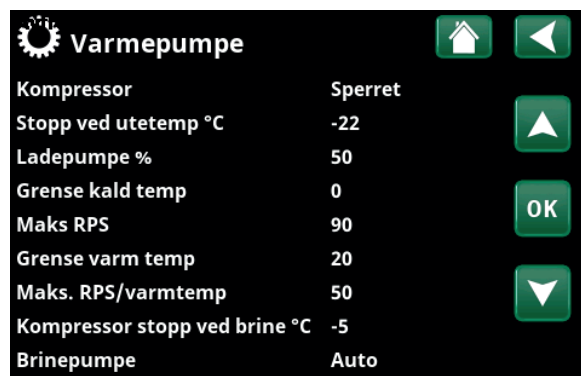 Varmepumpe
Kompressor Sperret
Stopp ved utetemp °C -22
Ladepumpe % 50
Grense kald temp 0
Maks RPS 90
Grense varm temp 20
Maks. RPS/varmtemp 50
Kompressor stopp ved brine °C -5
Brinepumpe Auto
OK